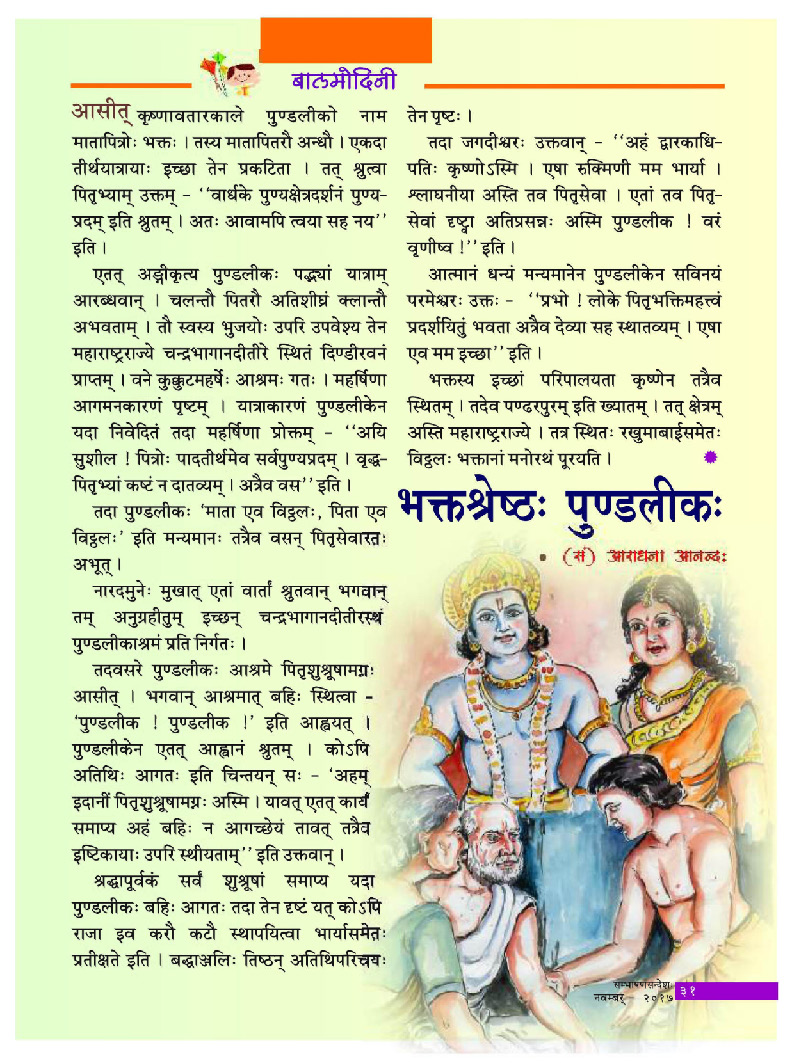 बालमोदिनी
आसीत् कृष्णावतारकाले पुण्डलीको नाम
मातापित्रोः भक्तः । तस्य मातापितरौ अन्धौ । एकदा
तीर्थयात्रायाः इच्छा तेन प्रकटिता । तत् श्रुत्वा
पितृभ्याम् उक्तम् - ‘‘वार्धके पुण्यक्षेत्रदर्शनं पुण्य-
प्रदम् इति श्रुतम् । अतः आवामपि त्वया सह नय’’
इति ।
एतत् अङ्गीकृत्य पुण्डलीकः पद्भ्यां यात्राम्
आरब्धवान् । चलन्तौ पितरौ अतिशीघ्रं क्लान्तौ
अभवताम् । तौ स्वस्य भुजयोः उपरि उपवेश्य तेन
महाराष्ट्रराज्ये चन्द्रभागानदीतीरे स्थितं दिण्डीरवनं
प्राप्तम् । वने कुक्कुटमहर्षेः आश्रमः गतः । महर्षिणा
आगमनकारणं पृष्टम् । यात्राकारणं पुण्डलीकेन
यदा निवेदितं तदा महर्षिणा प्रोक्तम् - ‘‘अयि
सुशील ! पित्रोः पादतीर्थमेव सर्वपुण्यप्रदम् । वृद्ध-
पितृभ्यां कष्टं न दातव्यम् । अत्रैव वस’’ इति ।
तदा पुण्डलीकः ‘माता एव विठ्ठलः, पिता एव
विठ्ठलः’ इति मन्यमानः तत्रैव वसन् पितृसेवारतः
अभूत् ।
नारदमुनेः मुखात् एतां वार्तां श्रुतवान् भगवान्
तम् अनुग्रहीतुम् इच्छन् चन्द्रभागानदीतीरस्थं
पुण्डलीकाश्रमं प्रति निर्गतः ।
तदवसरे पुण्डलीकः आश्रमे पितृशुश्रूषामग्नः
आसीत् । भगवान् आश्रमात् बहिः स्थित्वा -
‘पुण्डलीक ! पुण्डलीक !’ इति आह्वयत् ।
पुण्डलीकेन एतत् आह्वानं श्रुतम् । कोऽपि
अतिथिः आगतः इति चिन्तयन् सः - ‘अहम्
इदानीं पितृशुश्रूषामग्नः अस्मि । यावत् एतत् कार्यं
समाप्य अहं बहिः न आगच्छेयं तावत् तत्रैव
इष्टिकायाः उपरि स्थीयताम्’’ इति उक्तवान् ।
श्रद्धापूर्वकं सर्वं शुश्रूषां समाप्य यदा
पुण्डलीकः बहिः आगतः तदा तेन दृष्टं यत् कोऽपि
राजा इव करौ कटौ स्थापयित्वा भार्यासमेतः
प्रतीक्षते इति । बद्धाञ्जलिः तिष्ठन् अतिथिपरिचयः
तेन पृष्टः ।
तदा जगदीश्वरः उक्तवान् - ‘‘अहं द्वारकाधि-
पतिः कृष्णोऽस्मि । एषा रुक्मिणी मम भार्या ।
श्लाघनीया अस्ति तव पितृसेवा । एतां तव पितृ-
सेवां दृष्ट्वा अतिप्रसन्नः अस्मि पुण्डलीक ! वरं
वृणीष्व !’’ इति ।
आत्मानं धन्यं मन्यमानेन पुण्डलीकेन सविनयं
परमेश्वरः उक्तः - ‘‘प्रभो ! लोके पितृभक्तिमहत्त्वं
प्रदर्शयितुं भवता अत्रैव देव्या सह स्थातव्यम् । एषा
एव मम इच्छा’’ इति ।
भक्तस्य इच्छां परिपालयता कृष्णेन तत्रैव
स्थितम् । तदेव पण्ढरपुरम् इति ख्यातम् । तत् क्षेत्रम्
अस्ति महाराष्ट्रराज्ये । तत्र स्थितः रखुमाबाईसमेतः
विठ्ठलः भक्तानां मनोरथं पूरयति ।
भक्तश्रेष्ठः पुण्डलीकः
• (सं) आराधना आनन्दः
सम्भाषणसन्देशः
नवम्बर् – २०१७ ३१